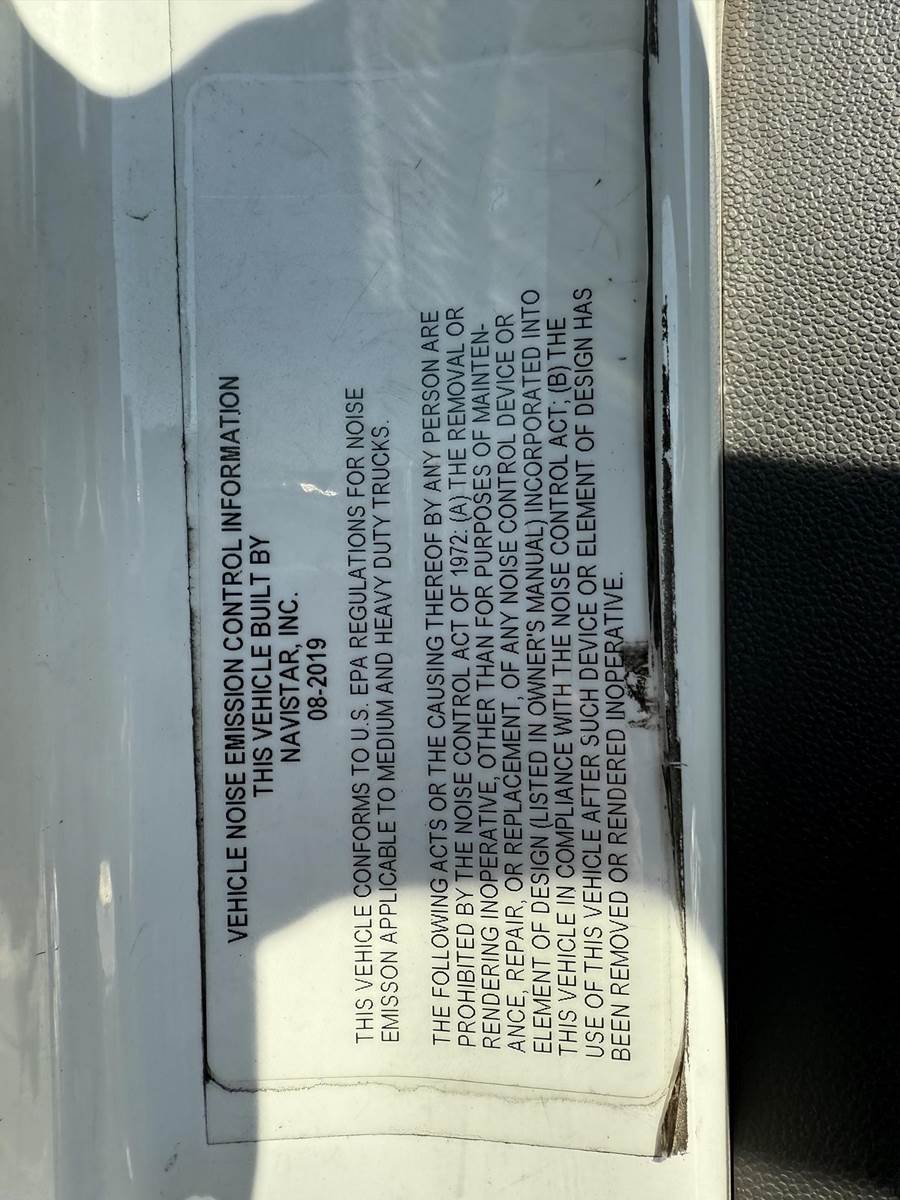 VEHICLE NOISE EMISSION CONTROL INFORMATION
THIS VEHICLE BUILT BY
NAVISTAR, INC.
08-2019
THIS VEHICLE CONFORMS TO U.S. EPA REGULATIONS FOR NOISE
EMISSON APPLICABLE TO MEDIUM AND HEAVY DUTY TRUCKS.
THE FOLLOWING ACTS OR THE CAUSING THEREOF BY ANY PERSON ARE
PROHIBITED BY THE NOISE CONTROL ACT OF 1972: (A) THE REMOVAL OR
RENDERING INOPERATIVE, OTHER THAN FOR PURPOSES OF MAINTEN-
ANCE, REPAIR, OR REPLACEMENT, OF ANY NOISE CONTROL DEVICE OR
ELEMENT OF DESIGN (LISTED IN OWNER'S MANUAL) INCORPORATED INTO
THIS VEHICLE IN COMPLIANCE WITH THE NOISE CONTROL ACT; (B) THE
USE OF THIS VEHICLE AFTER SUCH DEVICE OR ELEMENT OF DESIGN HAS
BEEN REMOVED OR RENDERED INOPERATIVE.